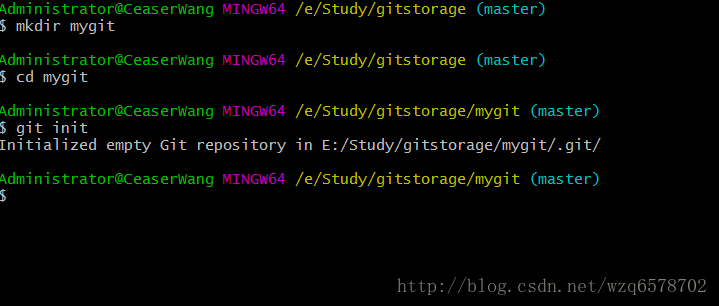 Administrator@CeaserWang MINGW64 /e/Study/gitstorage (master)
$ mkdir mygit
Administrator@CeaserWang MINGW64 /e/Study/gitstorage (master)
$ cd mygit
Administrator@CeaserWang MINGW64 /e/Study/gitstorage/mygit (master)
$ git init
Initialized empty Git repository in E:/Study/gitstorage/mygit/.git/
Administrator@CeaserWang MINGW64 /e/Study/gitstorage/mygit (master)
$
http://blog.csdn.net/wzq6578702